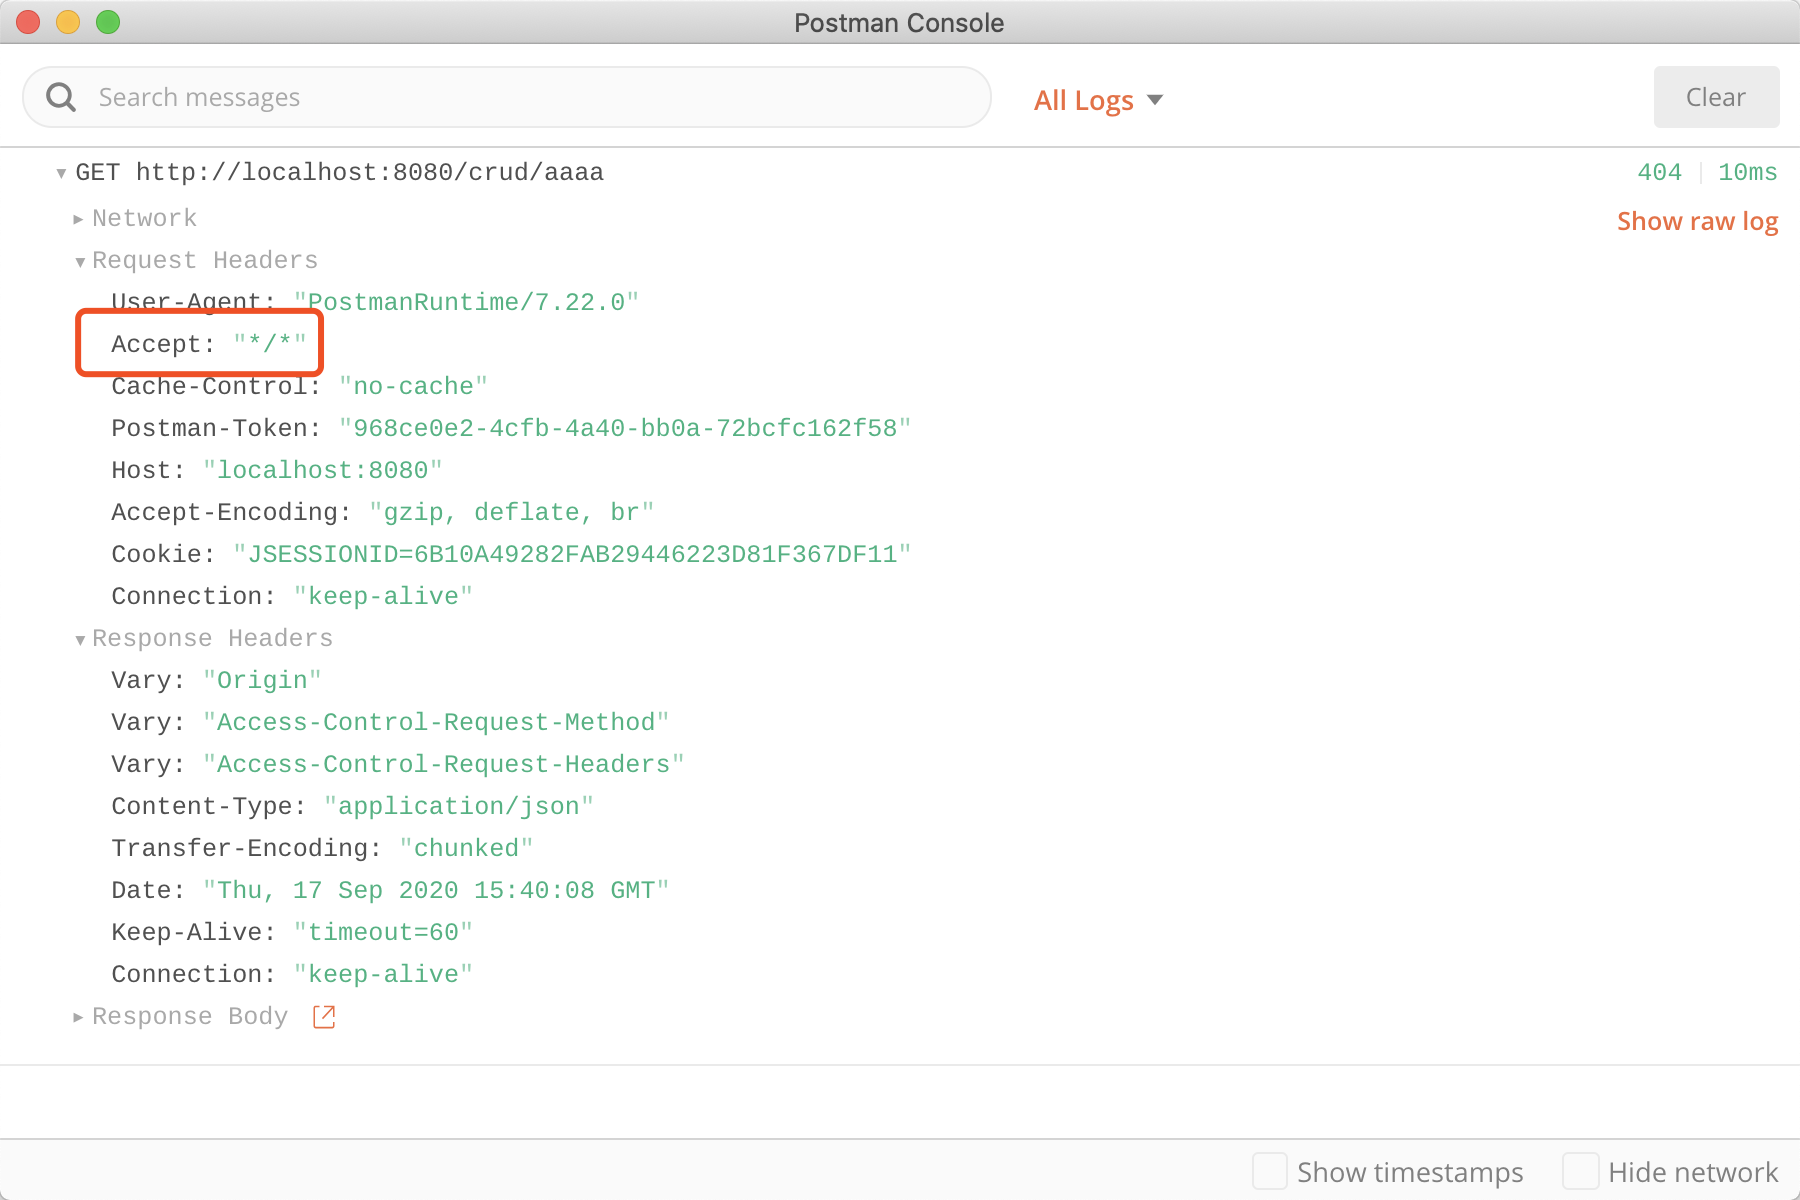 Postman Console
Search messages
All Logs
Clear
GET http://localhost:8080/crud/aaaa
404 10ms
Network
Show raw log
Request Headers
User-Agent: "PostmanRuntime/7.22.0"
Accept: "*/*"
Cache-Control: "no-cache"
Postman-Token: "968ce0e2-4cfb-4a40-bb0a-72bcfc162f58"
Host: "localhost:8080"
Accept-Encoding: "gzip, deflate, br"
Cookie: "JSESSIONID=6B10A49282FAB29446223D81F367DF11"
Connection: "keep-alive"
Response Headers
Vary: "Origin"
Vary: "Access-Control-Request-Method"
Vary: "Access-Control-Request-Headers"
Content-Type: "application/json"
Transfer-Encoding: "chunked"
Date: "Thu, 17 Sep 2020 15:40:08 GMT"
Keep-Alive: "timeout=60"
Connection: "keep-alive"
Response Body
Show timestamps
Hide network